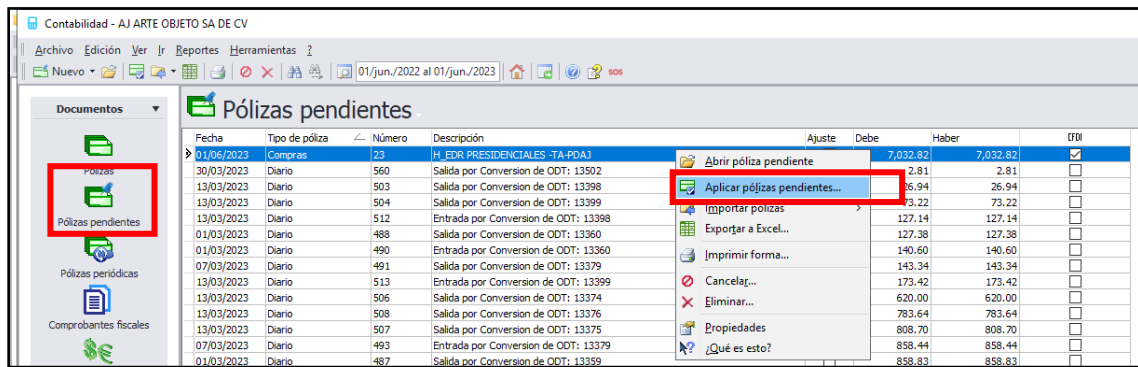 Contabilidad - AJ ARTE OBJETO SA DE CV
Archivo Edición Ver Ir Reportes Herramientas ?
Nuevo 01/jun./2022 al 01/jun./2023 SOS
Documentos
Pólizas pendientes
Fecha Tipo de póliza Número Descripción Ajuste Debe Haber CFDI
01/06/2023 Compras 23 H_EDR PRESIDENCIALES -TA-PDAJ 7,032.82 7,032.82
30/03/2023 Diario 560 Salida por Conversion de ODT: 13502 2.81 2.81
13/03/2023 Diario 503 Salida por Conversion de ODT: 13398 26.94 26.94
13/03/2023 Diario 504 Salida por Conversion de ODT: 13399 73.22 73.22
13/03/2023 Diario 512 Entrada por Conversion de ODT: 13398 127.14 127.14
01/03/2023 Diario 488 Salida por Conversion de ODT: 13360 127.38 127.38
01/03/2023 Diario 490 Entrada por Conversion de ODT: 13360 140.60 140.60
07/03/2023 Diario 491 Salida por Conversion de ODT: 13379 143.34 143.34
13/03/2023 Diario 513 Entrada por Conversion de ODT: 13399 173.42 173.42
13/03/2023 Diario 506 Salida por Conversion de ODT: 13374 620.00 620.00
13/03/2023 Diario 508 Salida por Conversion de ODT: 13376 783.64 783.64
13/03/2023 Diario 507 Salida por Conversion de ODT: 13375 808.70 808.70
07/03/2023 Diario 493 Entrada por Conversion de ODT: 13379 858.44 858.44
01/03/2023 Diario 487 Salida por Conversion de ODT: 13359 858.83 858.83
Pólizas
Pólizas pendientes
Pólizas periódicas
Comprobantes fiscales
Abrir póliza pendiente
Aplicar pólizas pendientes...
Importar pólizas
Exportar a Excel...
Imprimir forma...
Cancelar...
Eliminar...
Propiedades
¿Qué es esto?